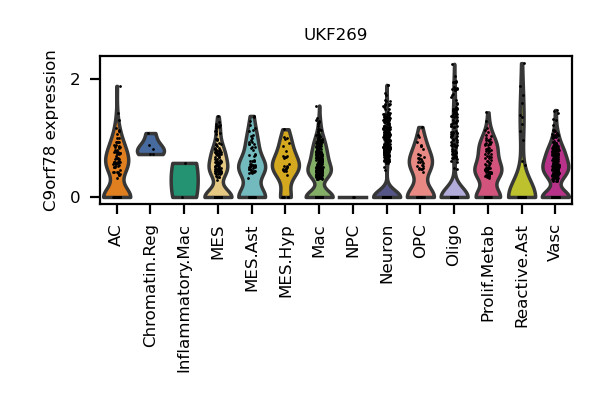 UKF269
C9orf78 expression
2
0
AC
Chromatin.Reg
Inflammatory.Mac
MES
MES.Ast
MES.Hyp
Mac
NPC
Neuron
OPC
Oligo
Prolif.Metab
Reactive.Ast
Vasc